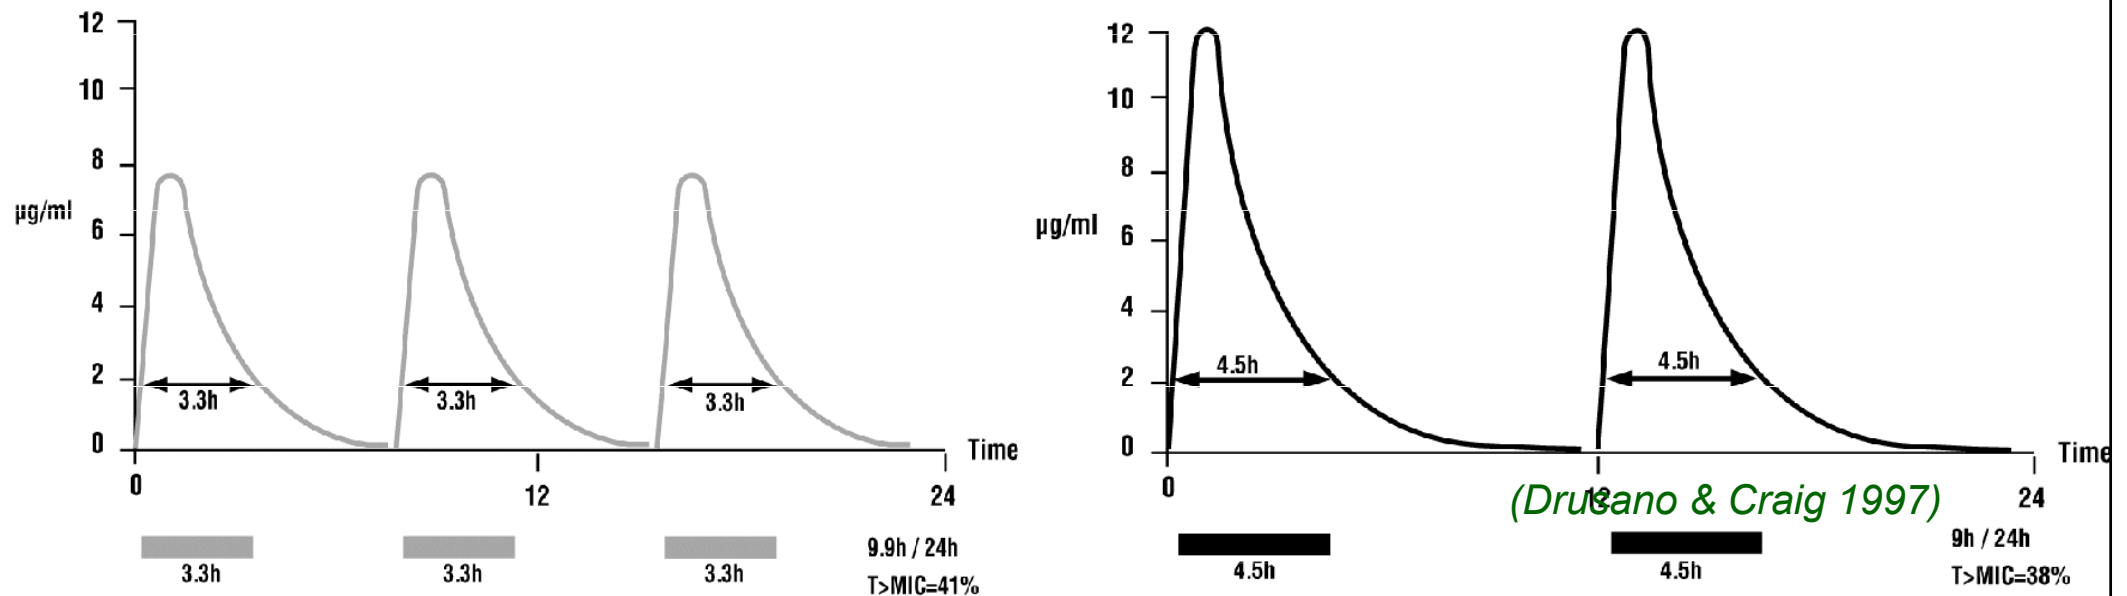 12
10
8
µg/ml
6
4
2
0
3.3h
3.3h
3.3h
Time
0
12
24
3.3h
3.3h
3.3h
9.9h / 24h
T>MIC=41%
12
10
8
µg/ml
6
4
2
0
4.5h
4.5h
Time
0
12
24
(Drusano & Craig 1997)
4.5h
4.5h
9h / 24h
T>MIC=38%